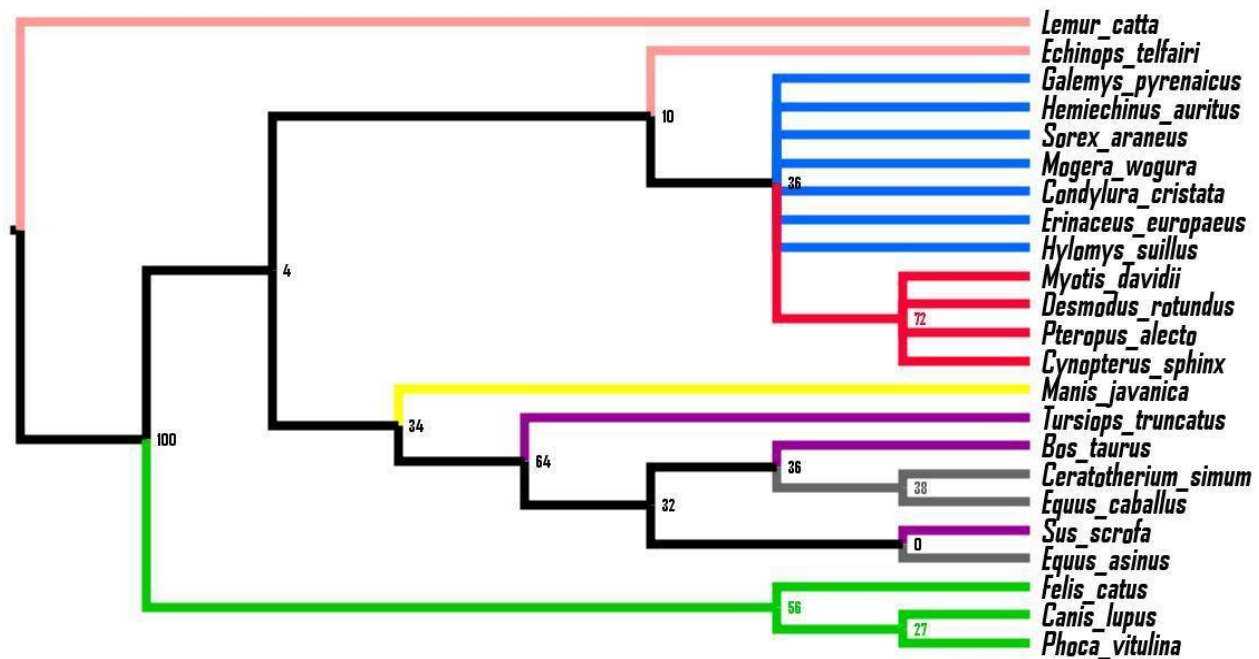 Lemur_catta
Echinops_telfairi
10
Galemys_pyrenaicus
Hemiechinus_auritus
Sorex_araneus
Mogera_wogura
36
Condylura_cristata
Erinaceus_europaeus
Hylomys_suillus
4
Myotis_davidii
Desmodus_rotundus
72
Pteropus_alecto
Cynopterus_sphinx
Manis_javanica
34
Tursiops_truncatus
100
64
Bos_taurus
36
Ceratotherium_simum
38
Equus_caballus
32
Sus_scrofa
0
Equus_asinus
Felis_catus
56
Canis_lupus
27
Phoca_vitulina